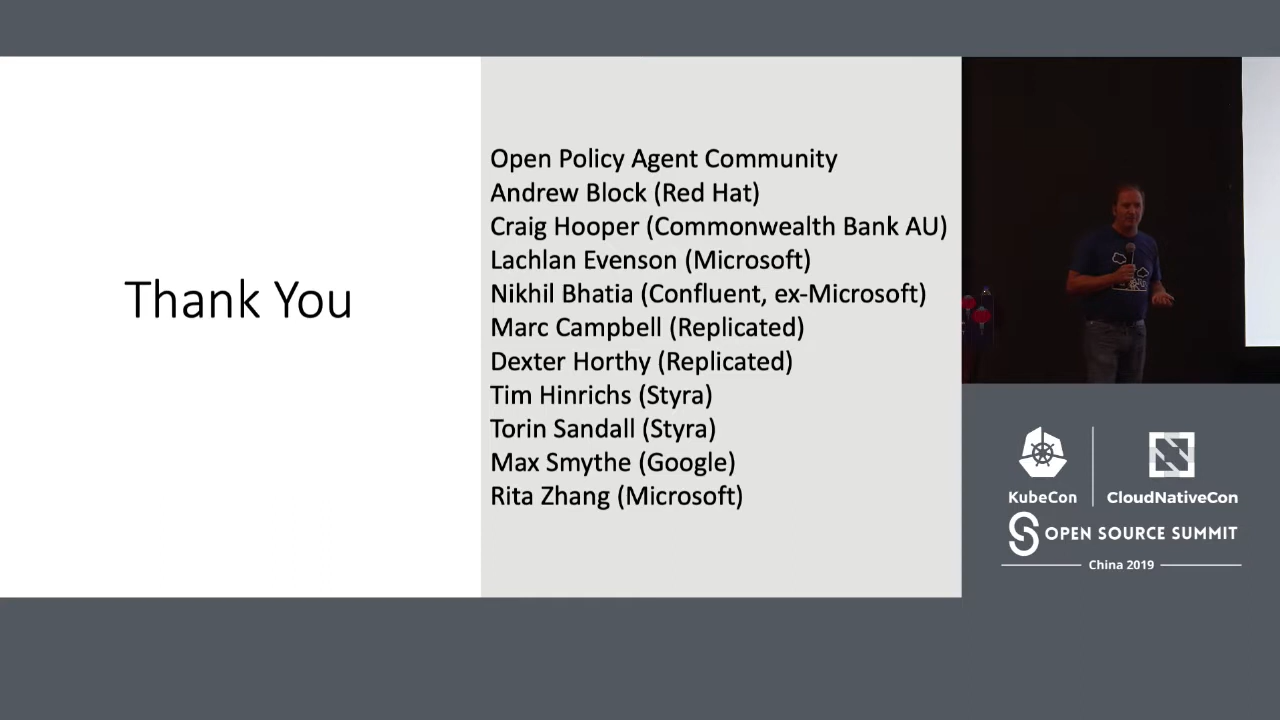 Thank You
Open Policy Agent Community
Andrew Block (Red Hat)
Craig Hooper (Commonwealth Bank AU)
Lachlan Evenson (Microsoft)
Nikhil Bhatia (Confluent, ex-Microsoft)
Marc Campbell (Replicated)
Dexter Horthy (Replicated)
Tim Hinrichs (Styra)
Torin Sandall (Styra)
Max Smythe (Google)
Rita Zhang (Microsoft)
KubeCon
CloudNativeCon
OPEN SOURCE SUMMIT
China 2019